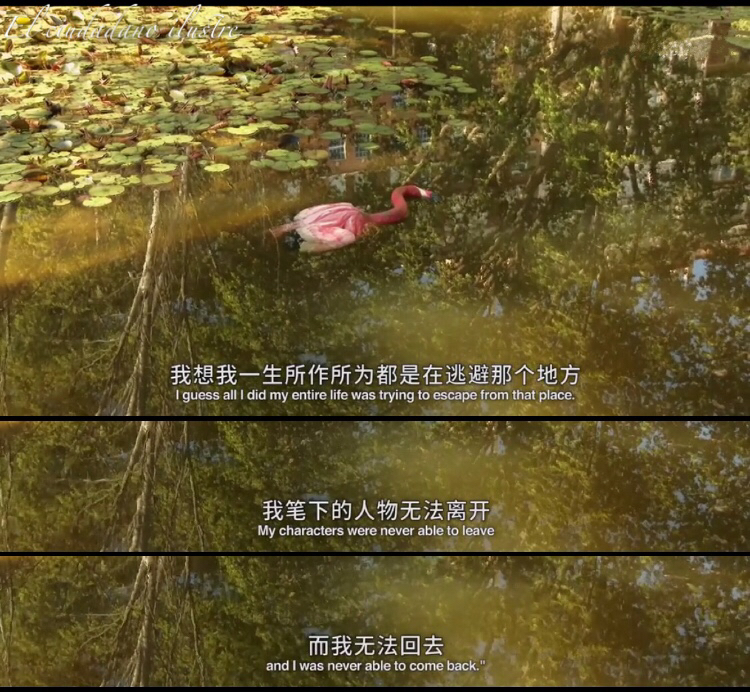 El ciudadano ilustre
我想我一生所作所为都是在逃避那个地方
I guess all I did my entire life was trying to escape from that place.
我笔下的人物无法离开
My characters were never able to leave
而我无法回去
and I was never able to come back."